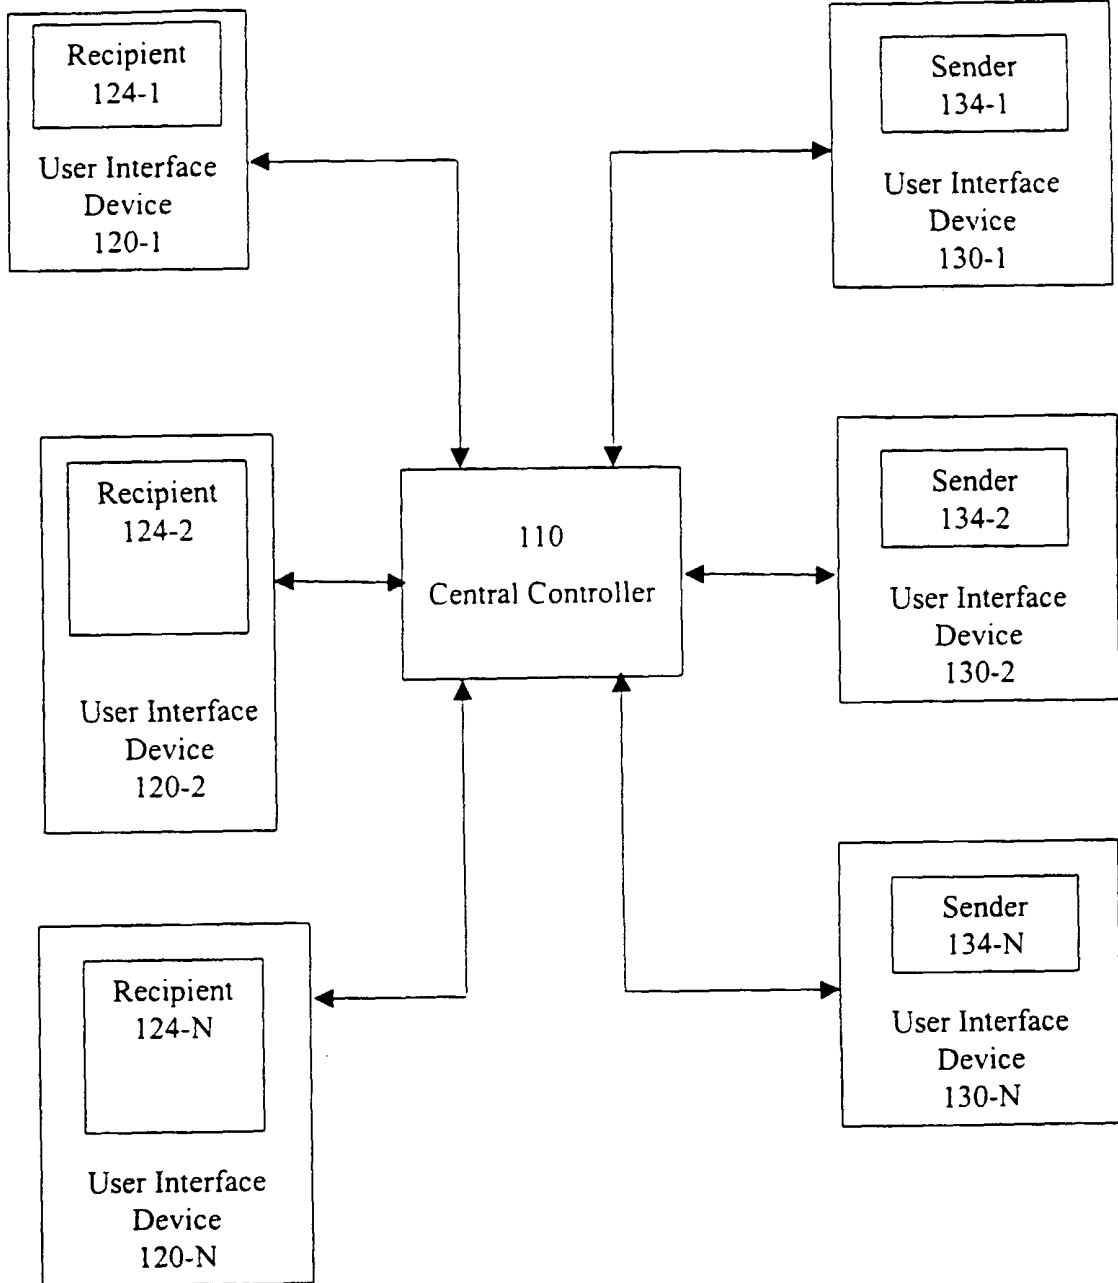 Recipient
124-1
User Interface
Device
120-1
Sender
134-1
User Interface
Device
130-1
Recipient
124-2
User Interface
Device
120-2
110
Central Controller
Sender
134-2
User Interface
Device
130-2
Recipient
124-N
User Interface
Device
120-N
Sender
134-N
User Interface
Device
130-N